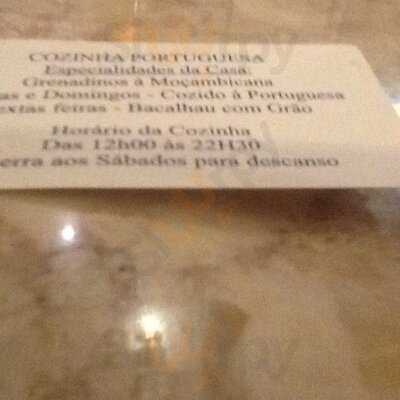 COZINHA PORTUGUESA
Especialidades da Casa:
Grenadinos à Moçambicana
as e Domingos - Cozido à Portuguesa
extas feiras - Bacalhau com Grão
Horário da Cozinha
Das 12h00 às 22H30
erra aos Sábados para descanso